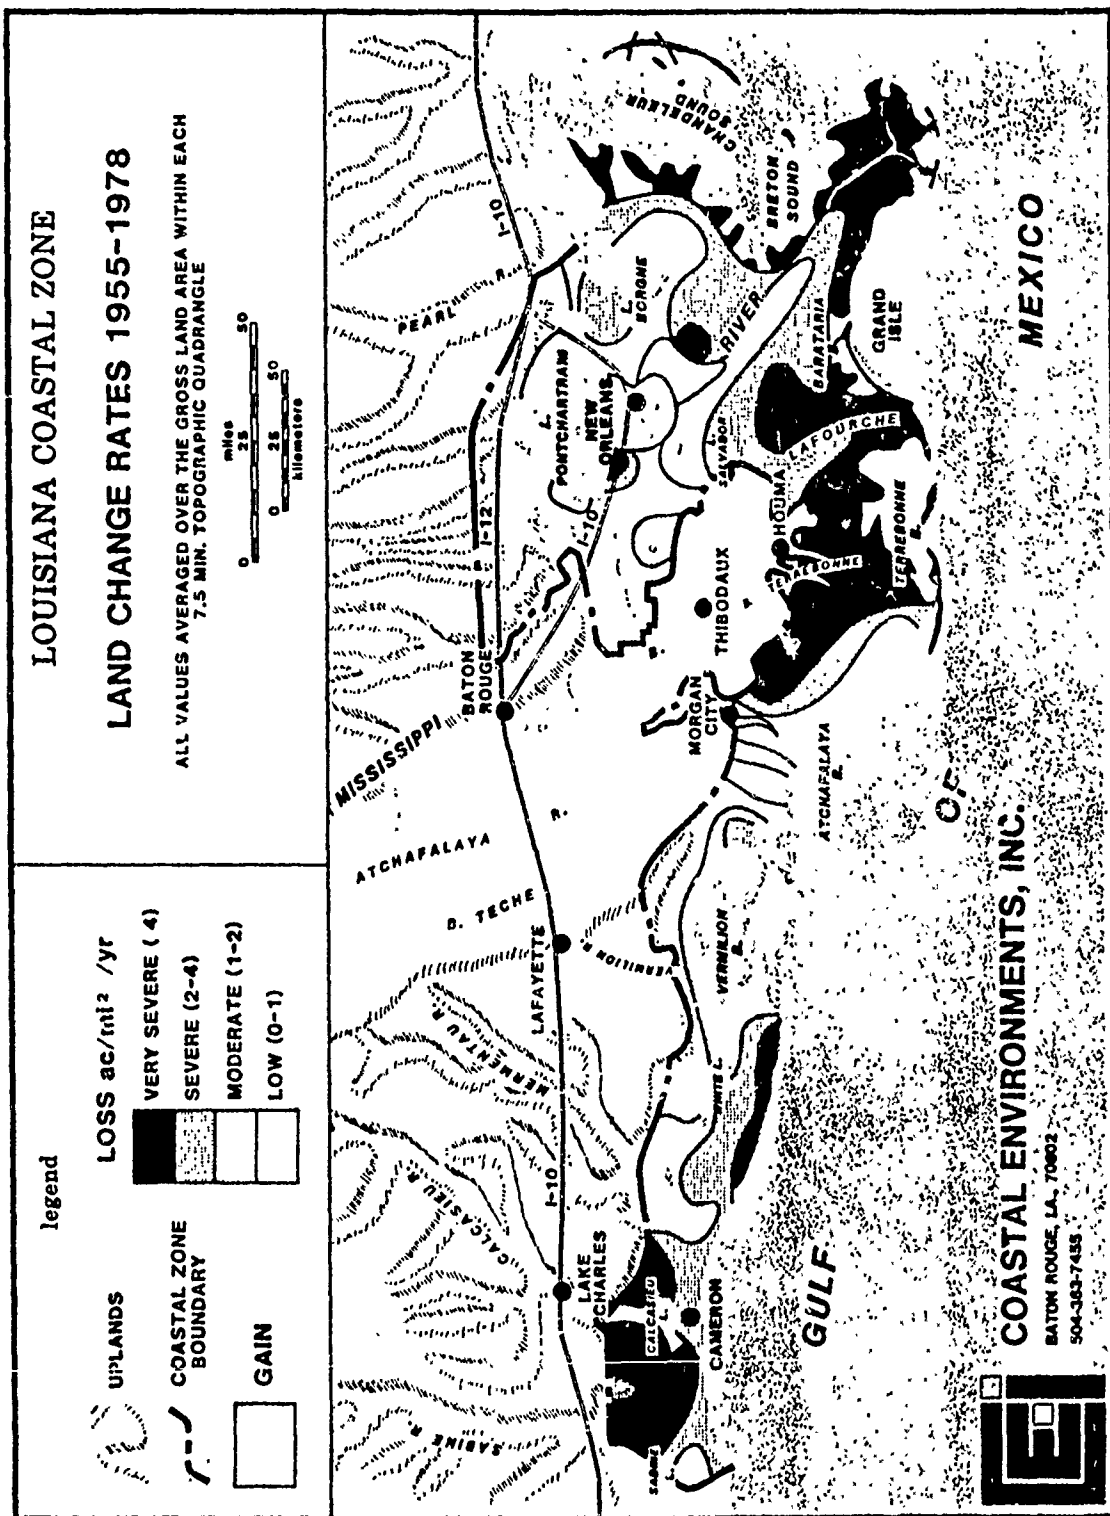 LOUISIANA COASTAL ZONE
LAND CHANGE RATES 1955-1978
ALL VALUES AVERAGED OVER THE GROSS LAND AREA WITHIN EACH
7.5 MIN. TOPOGRAPHIC QUADRANGLE
miles
0 25 50
0 25 50
kilometers
legend
UPLANDS
COASTAL ZONE
BOUNDARY
GAIN
LOSS ac/mi² /yr
VERY SEVERE (4)
SEVERE (2-4)
MODERATE (1-2)
LOW (0-1)
SABINE R.
CALCASIEU R.
MERMENTAU R.
VERMILION R.
B. TECHE
ATCHAFALAYA
R.
MISSISSIPPI
PEARL R.
I-10
I-12
I-10
I-10
LAKE
CHARLES
LAFAYETTE
BATON
ROUGE
L.
PONTCHARTRAIN
NEW
ORLEANS
L.
BORGNE
CHANDELEUR
SOUND
BRETON
SOUND
RIVER
SABINE
L.
CALCASIEU
L.
CAMERON
WHITE L.
VERMILION
B.
MORGAN
CITY
ATCHAFALAYA
B.
THIBODAUX
HOUMA
TERREBONNE
TERREBONNE
B.
LAFOURCHE
L.
SALVADOR
BARATARIA
B.
GRAND
ISLE
GULF
OF
MEXICO
COASTAL ENVIRONMENTS, INC.
BATON ROUGE, LA., 70802
504-383-7455